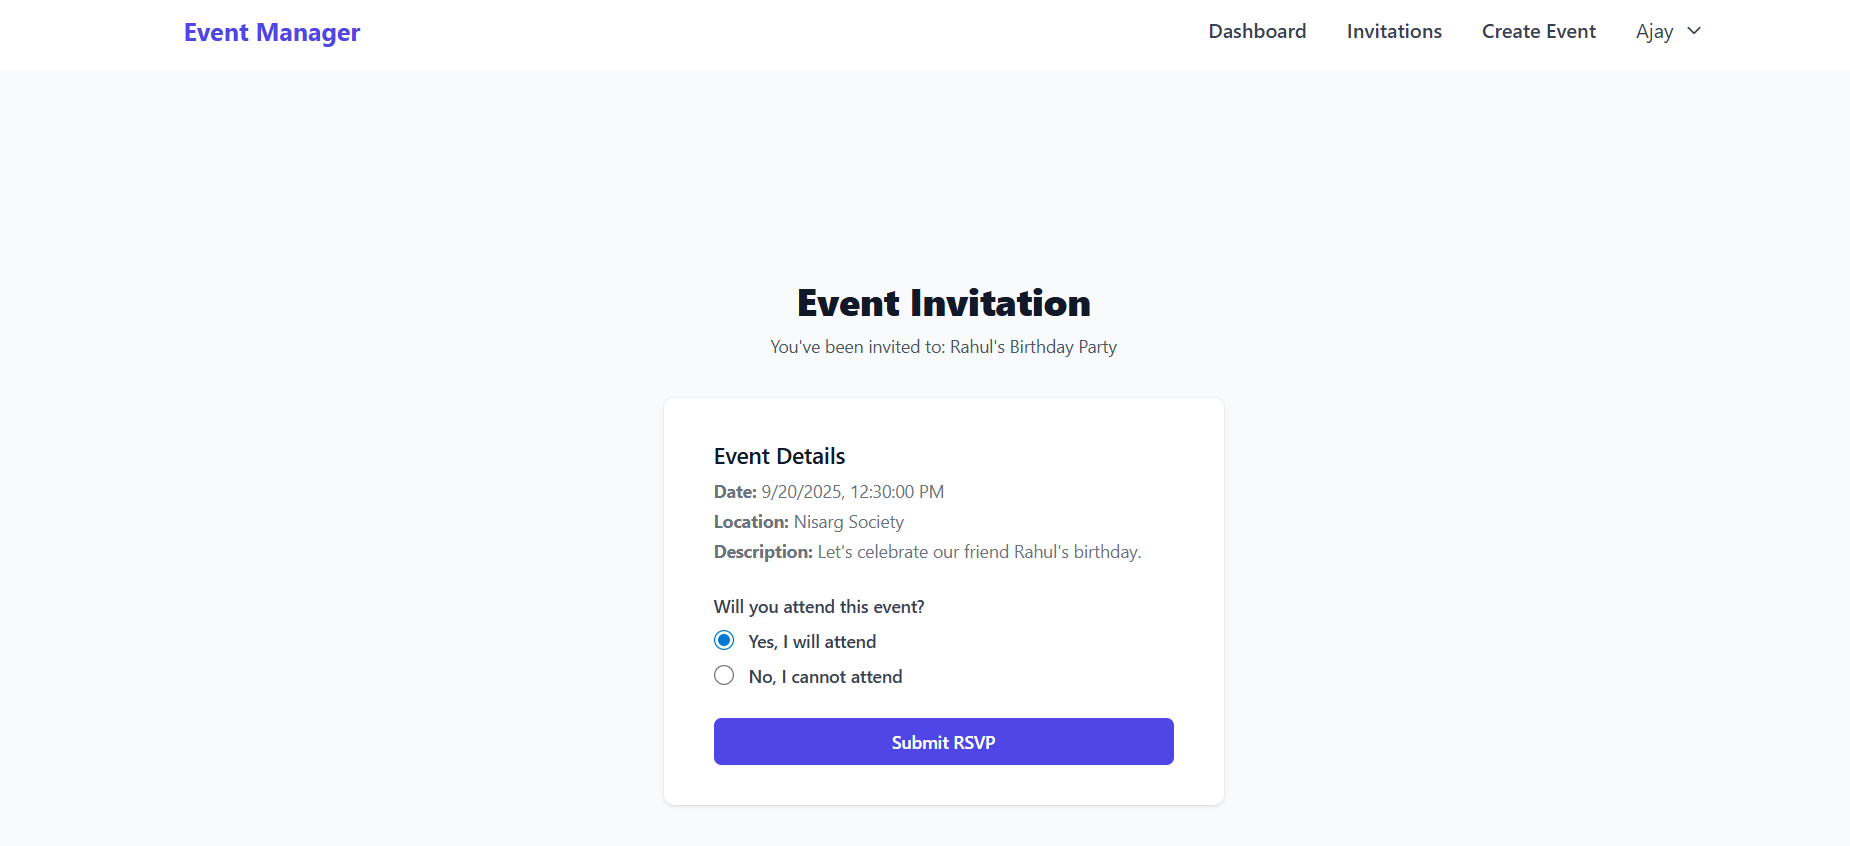 Event Manager
Dashboard
Invitations
Create Event
Ajay
Event Invitation
You've been invited to: Rahul's Birthday Party
Event Details
Date: 9/20/2025, 12:30:00 PM
Location: Nisarg Society
Description: Let's celebrate our friend Rahul's birthday.
Will you attend this event?
Yes, I will attend
No, I cannot attend
Submit RSVP